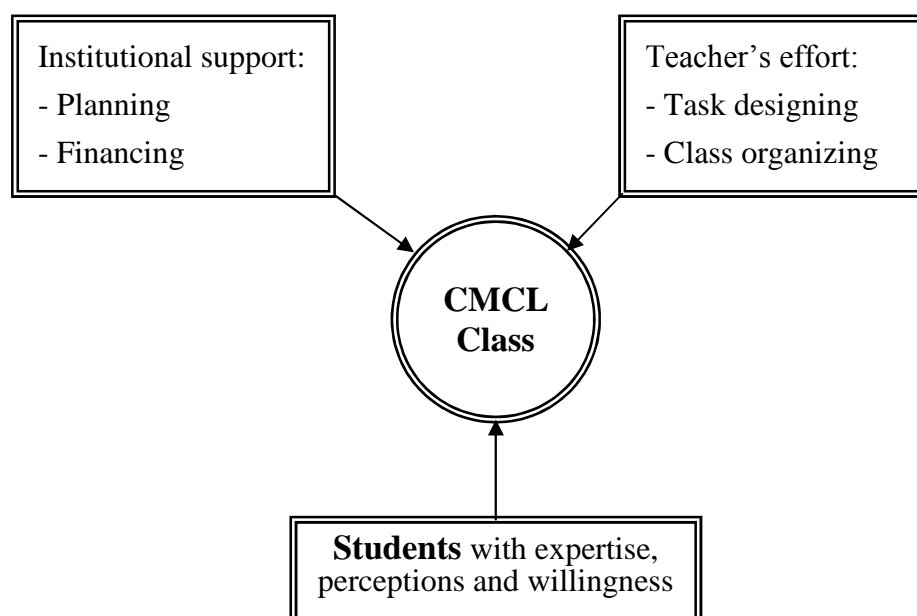 Institutional support:
- Planning
- Financing
Teacher’s effort:
- Task designing
- Class organizing
CMCL
Class
Students with expertise,
perceptions and willingness